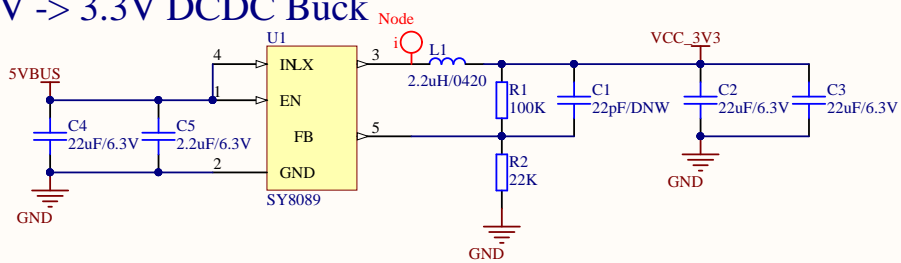 V -> 3.3V DCDC Buck
Node
i
U1
4
IN
LX
3
L1
2.2uH/0420
VCC_3V3
5VBUS
1
EN
R1
100K
C1
22pF/DNW
C2
22uF/6.3V
C3
22uF/6.3V
C4
22uF/6.3V
C5
2.2uF/6.3V
FB
5
2
GND
R2
22K
SY8089
GND
GND
GND